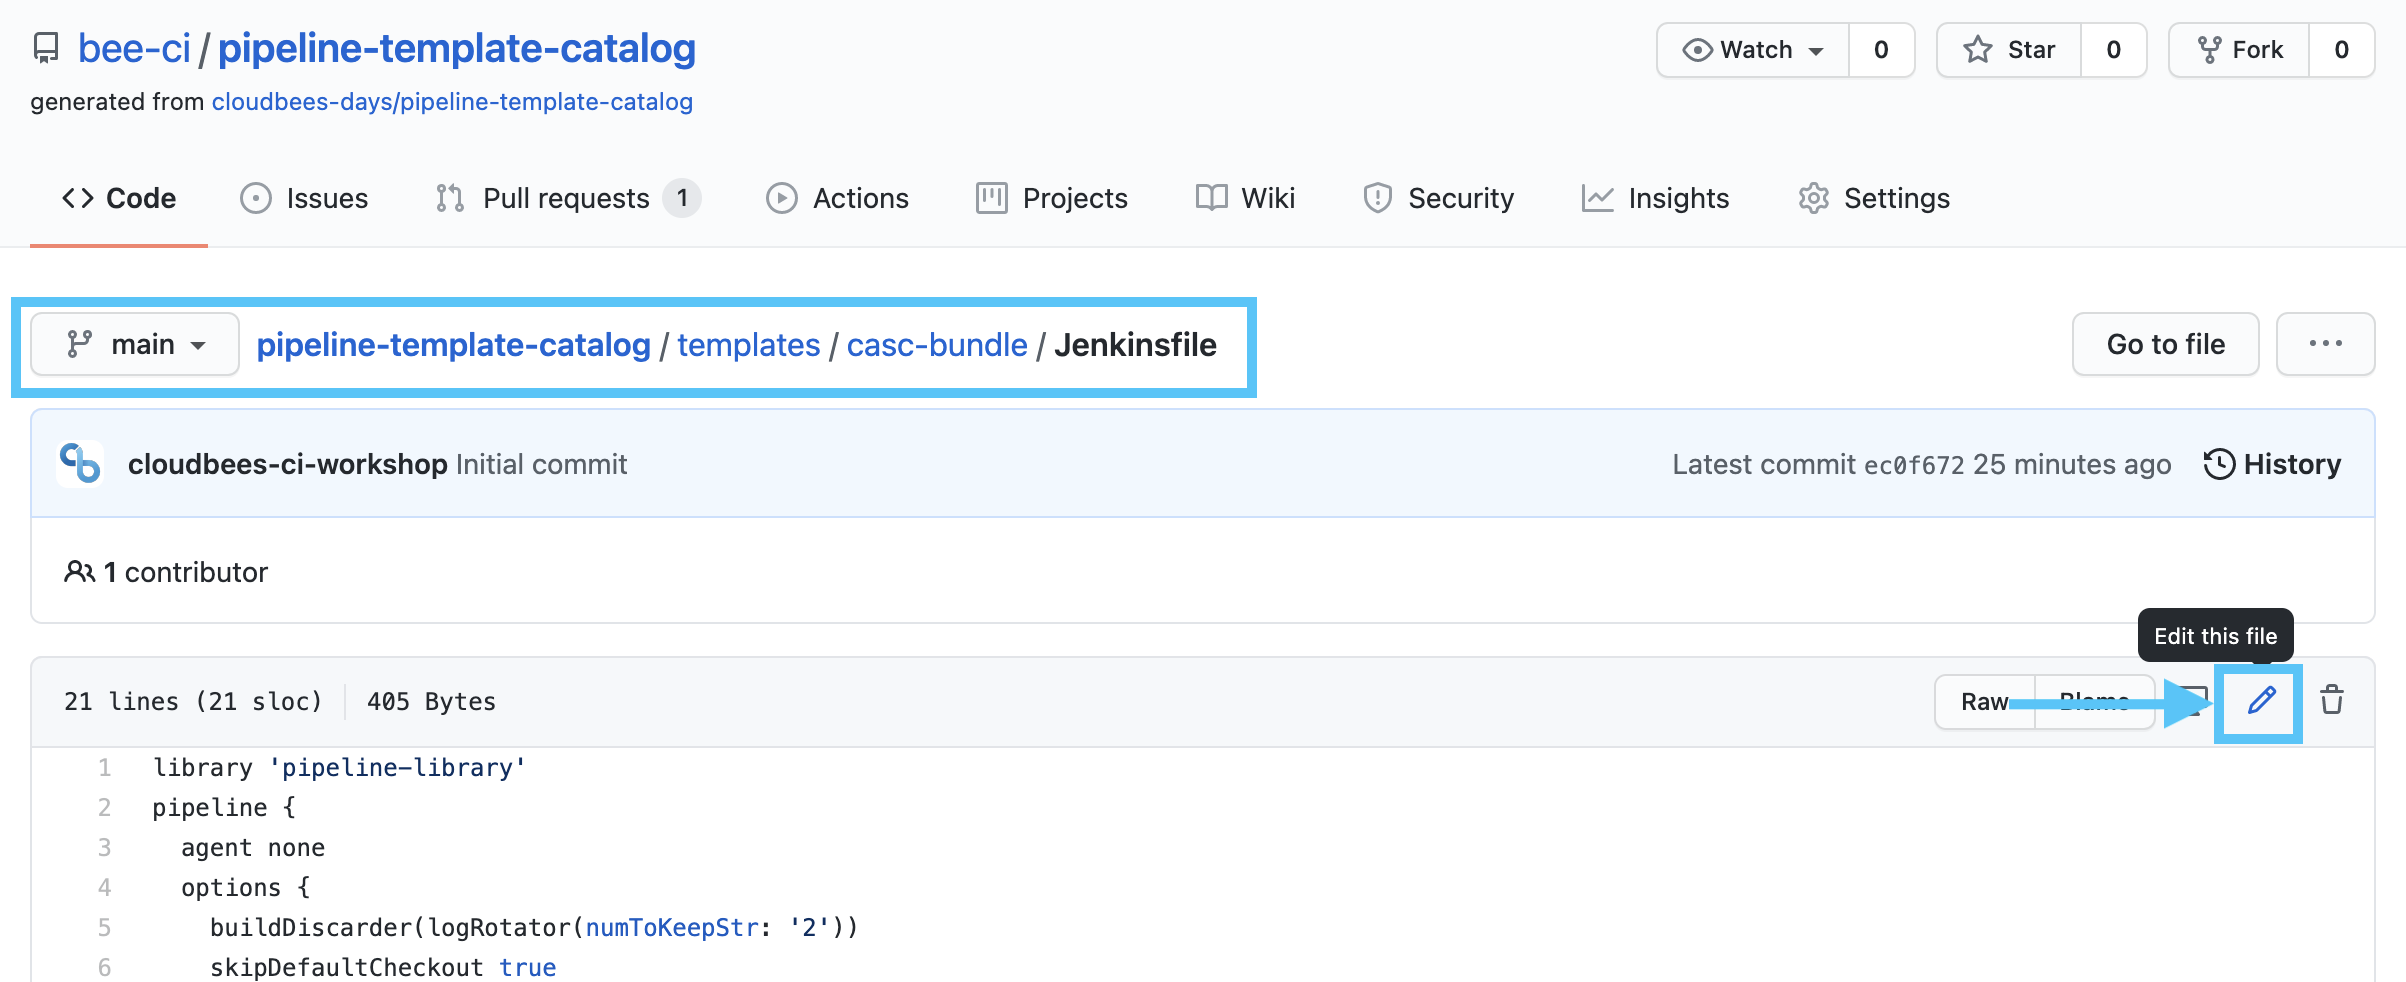 bee-ci / pipeline-template-catalog
Watch 0
Star 0
Fork 0
generated from cloudbees-days/pipeline-template-catalog
Code
Issues
Pull requests 1
Actions
Projects
Wiki
Security
Insights
Settings
main
pipeline-template-catalog / templates / casc-bundle / Jenkinsfile
Go to file
...
cloudbees-ci-workshop Initial commit
Latest commit ec0f672 25 minutes ago
History
1 contributor
Edit this file
21 lines (21 sloc) 405 Bytes
Raw
Blame
1 library 'pipeline-library'
2 pipeline {
3 agent none
4 options {
5 buildDiscarder(logRotator(numToKeepStr: '2'))
6 skipDefaultCheckout true